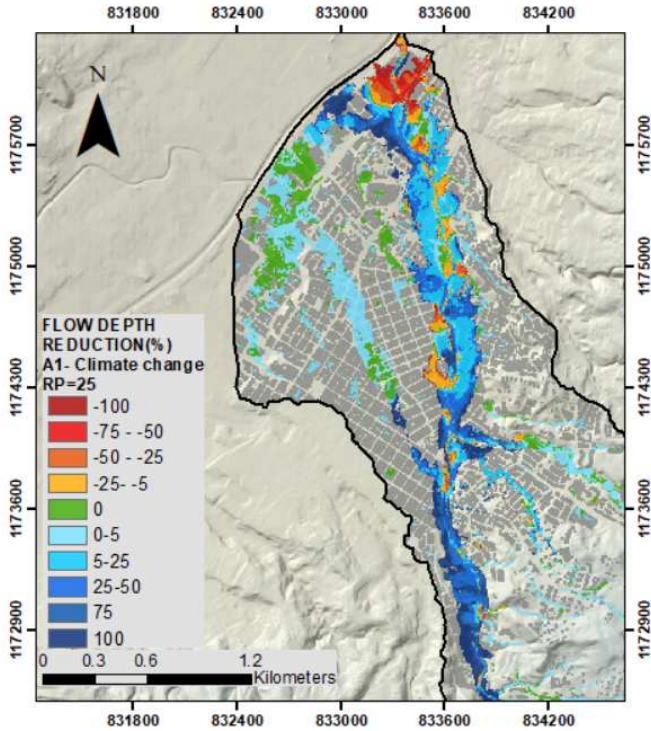 831800 832400 833000 833600 834200
N
1175700
1175000
1174300
1173600
1172900
1175700
1175000
1174300
1173600
1172900
FLOW DEPTH
REDUCTION(%)
A1- Climate change
RP=25
-100
-75 --50
-50 --25
-25- -5
0
0-5
5-25
25-50
75
100
0 0.3 0.6 1.2
Kilometers
831800 832400 833000 833600 834200